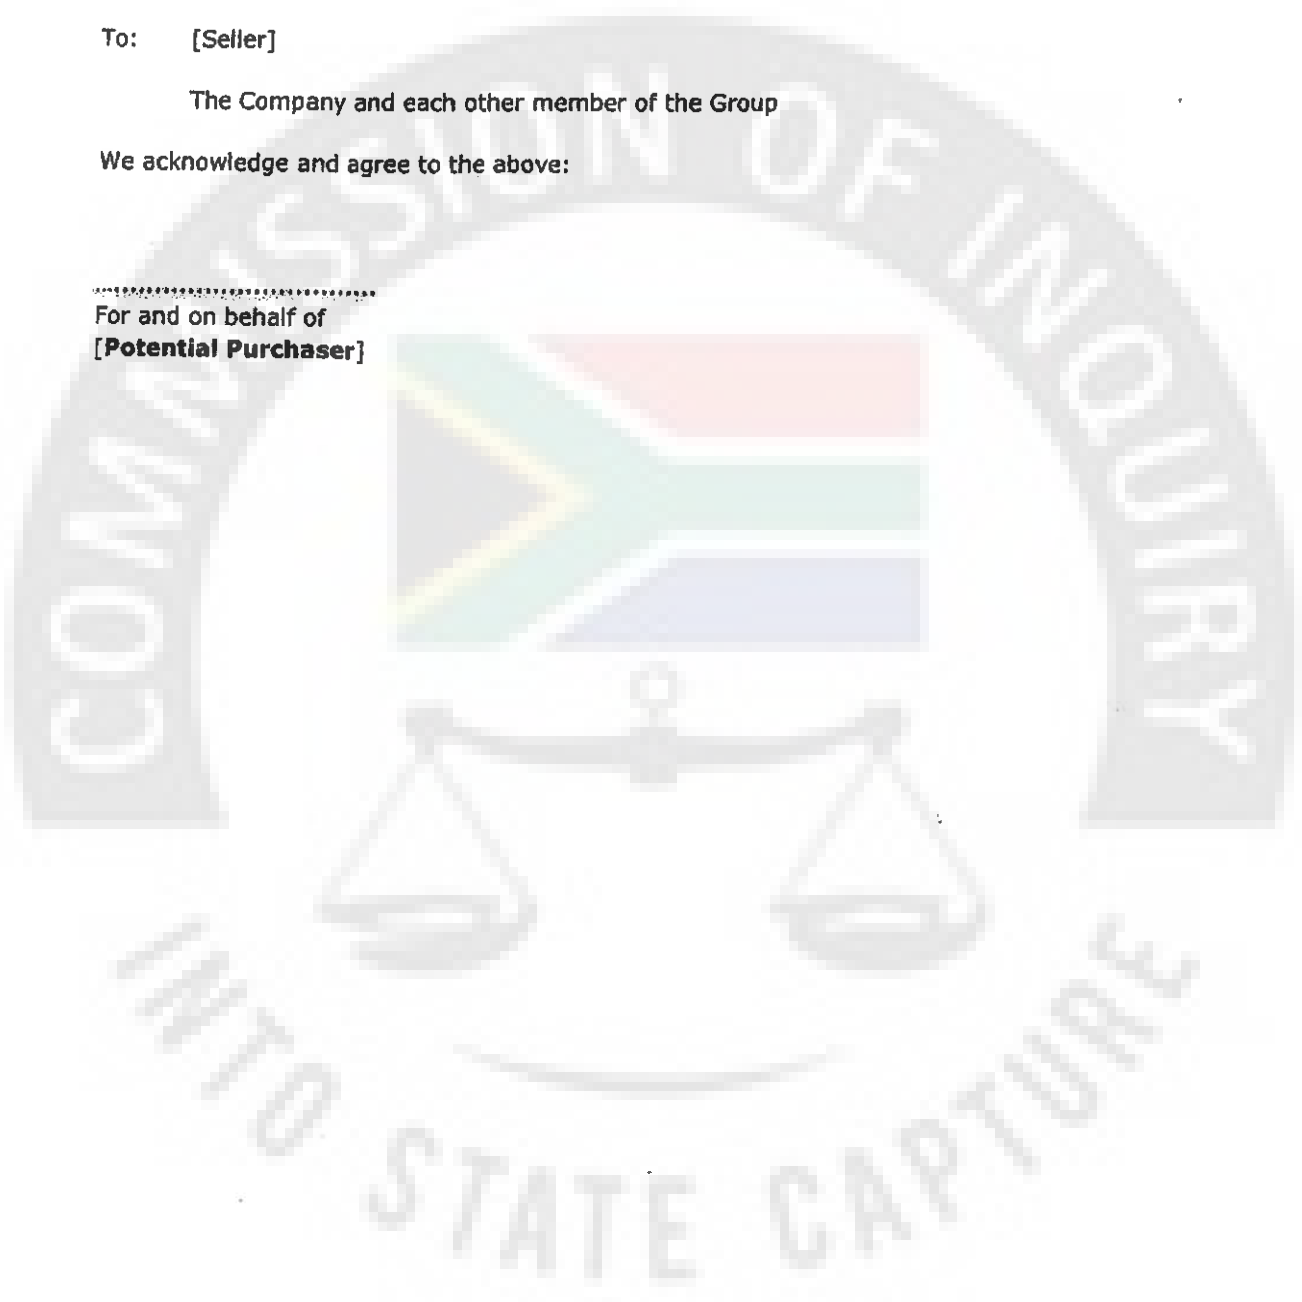 To: [Seller]
The Company and each other member of the Group
We acknowledge and agree to the above:
For and on behalf of
[Potential Purchaser]
COMMISSION OF INQUIRY
INTO STATE CAPTURE